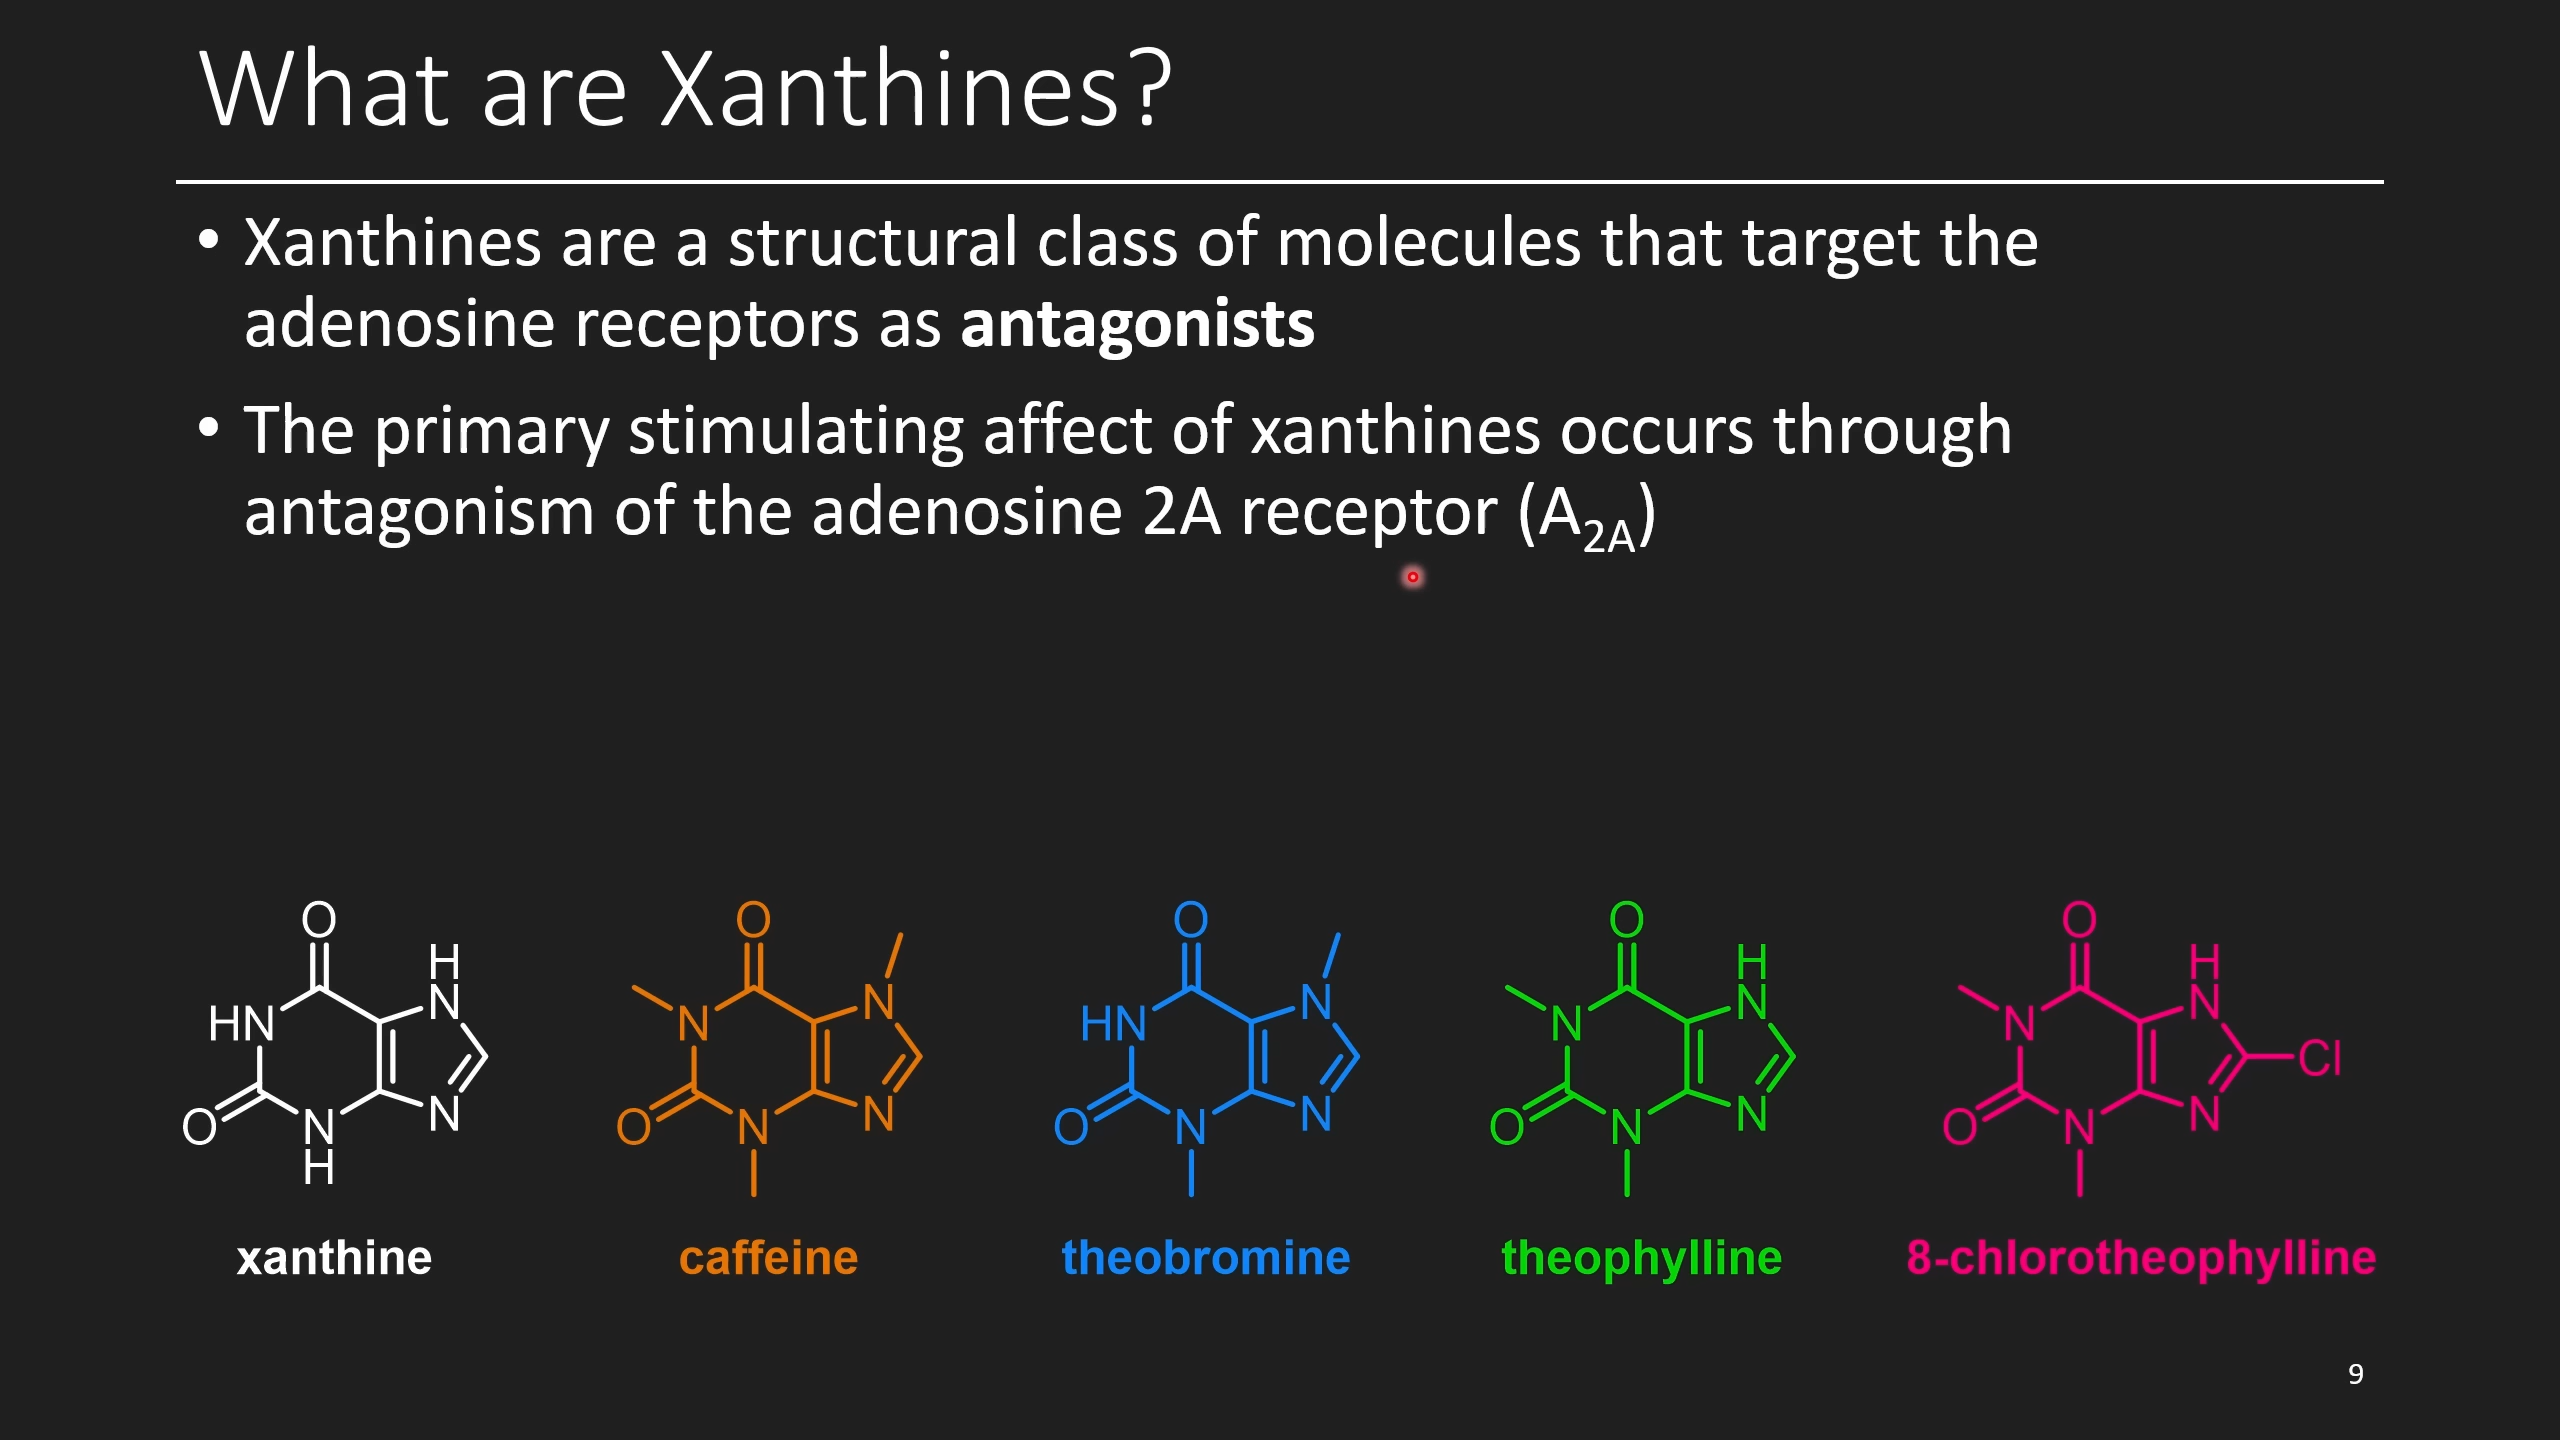 What are Xanthines?
• Xanthines are a structural class of molecules that target the
adenosine receptors as antagonists
• The primary stimulating affect of xanthines occurs through
antagonism of the adenosine 2A receptor (A2A)
O
H
N
HN
O
N
H
N
O
N
N
O
N
N
O
N
HN
O
N
N
O
H
N
N
O
N
N
O
H
N
N
Cl
O
N
N
xanthine
caffeine
theobromine
theophylline
8-chlorotheophylline
9